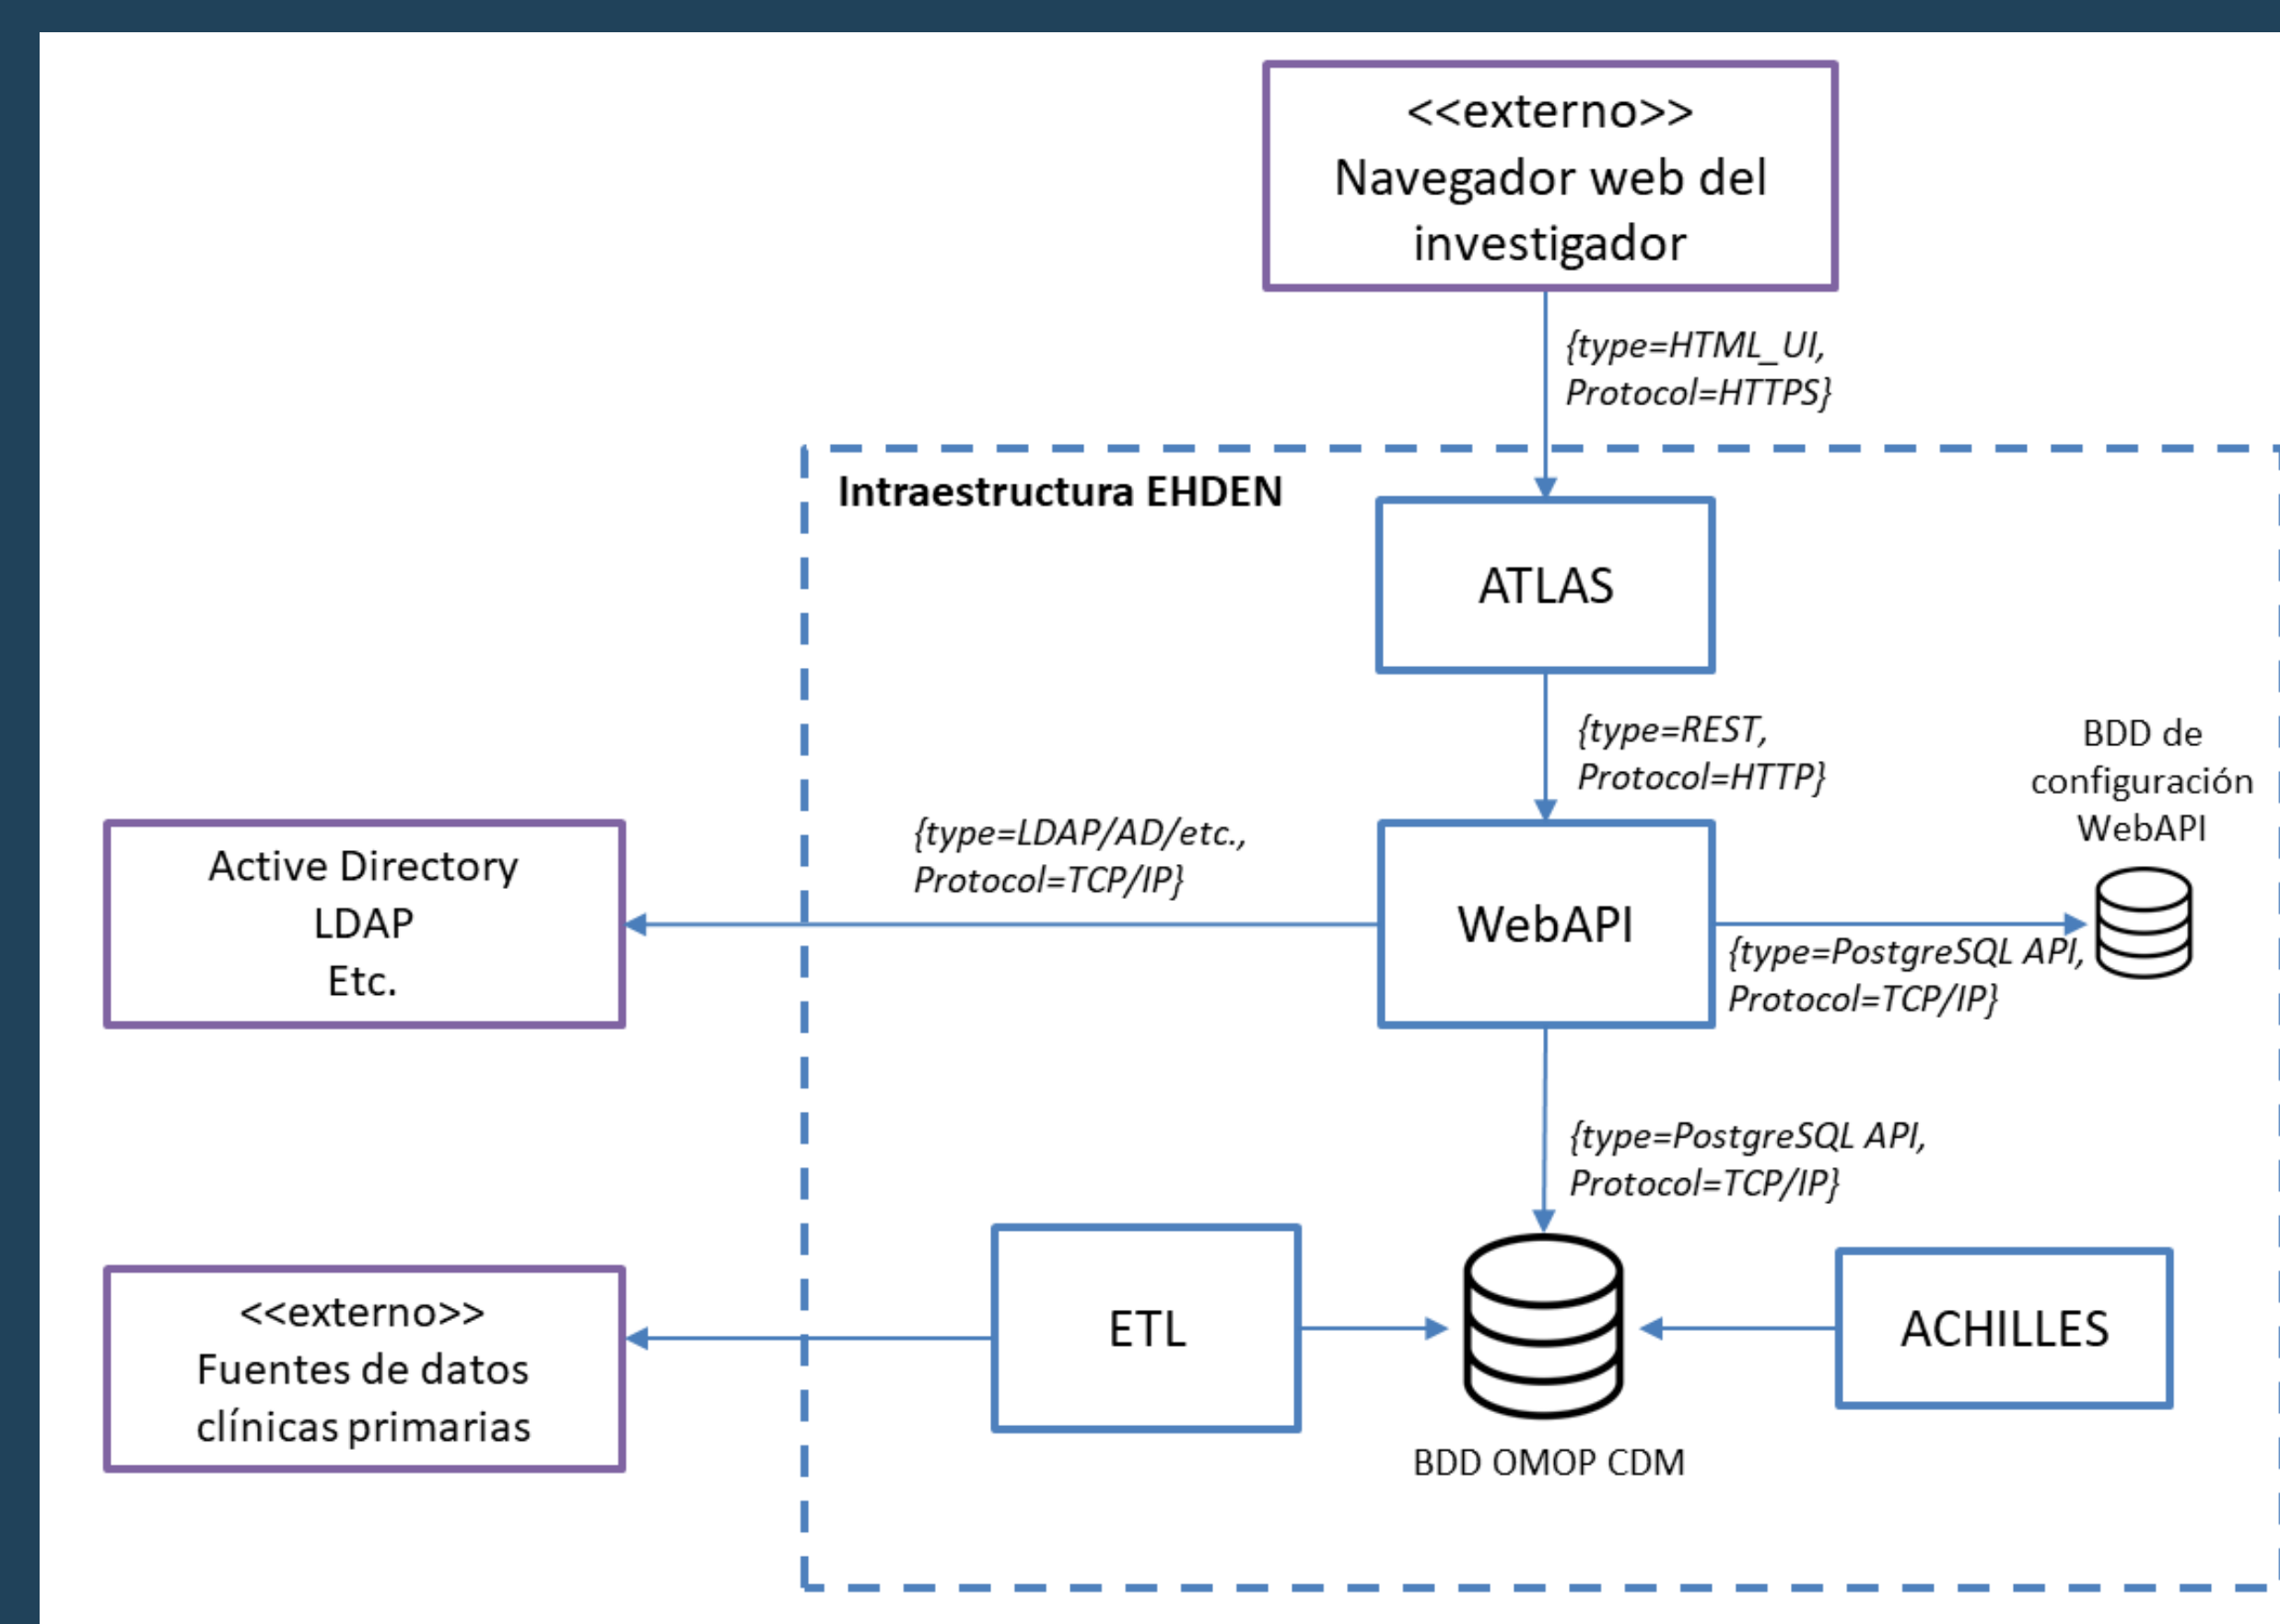 <<externo>>
Navegador web del
investigador
{type=HTML_UI,
Protocol=HTTPS}
Intraestructura EHDEN
ATLAS
{type=REST,
Protocol=HTTP}
BDD de
configuración
WebAPI
{type=LDAP/AD/etc.,
Protocol=TCP/IP}
Active Directory
LDAP
Etc.
WebAPI
{type=PostgreSQL API,
Protocol=TCP/IP}
{type=PostgreSQL API,
Protocol=TCP/IP}
<<externo>>
Fuentes de datos
clínicas primarias
ETL
ACHILLES
BDD OMOP CDM